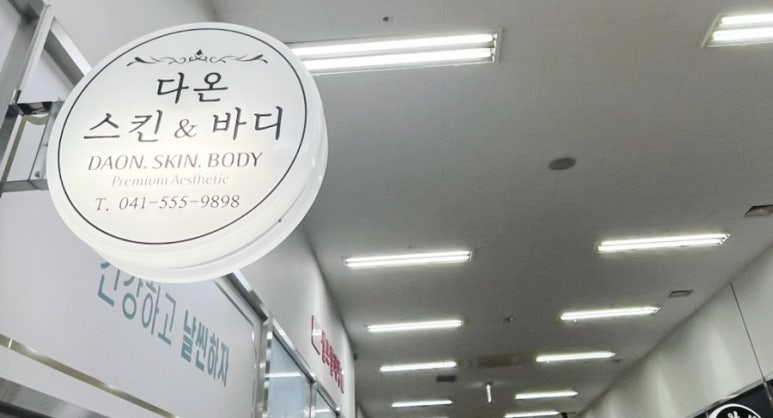 다온
스킨 & 바디
DAON. SKIN. BODY
Premium Aesthetic
T. 041-555-9898
건강하고 날씬하자